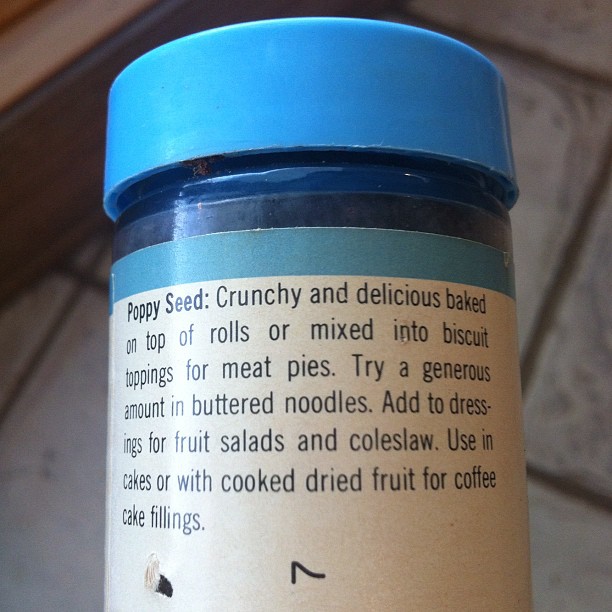 Poppy Seed: Crunchy and delicious baked
on top of rolls or mixed into biscuit
toppings for meat pies. Try a generous
amount in buttered noodles. Add to dress-
ings for fruit salads and coleslaw. Use in
cakes or with cooked dried fruit for coffee
cake fillings.
7